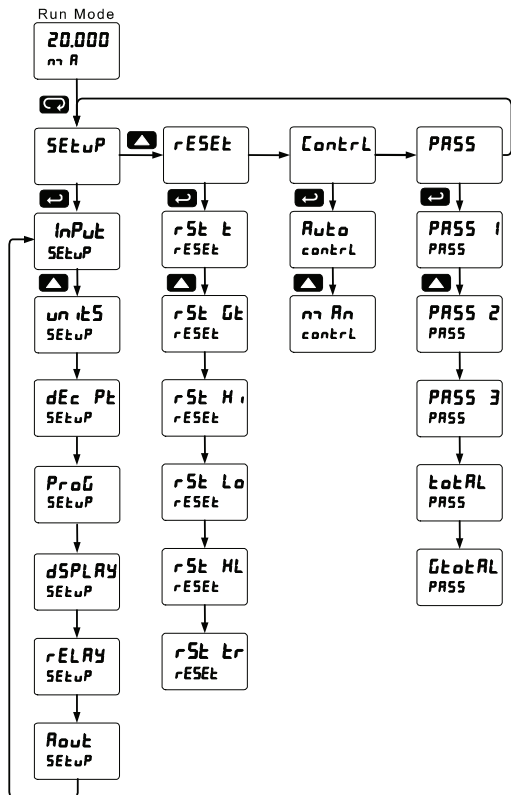 Run Mode
20.000
mA
SEtuP
rESEt
ContrL
PASS
InPut
SEtuP
rSt t
rESEt
Auto
contrL
PASS 1
PASS
unitS
SEtuP
rSt Gt
rESEt
mAn
contrL
PASS 2
PASS
dEc Pt
SEtuP
rSt Hi
rESEt
PASS 3
PASS
ProG
SEtuP
rSt Lo
rESEt
totAL
PASS
dSPLAY
SEtuP
rSt HL
rESEt
GtotAL
PASS
rELAY
SEtuP
rSt tr
rESEt
Aout
SEtuP